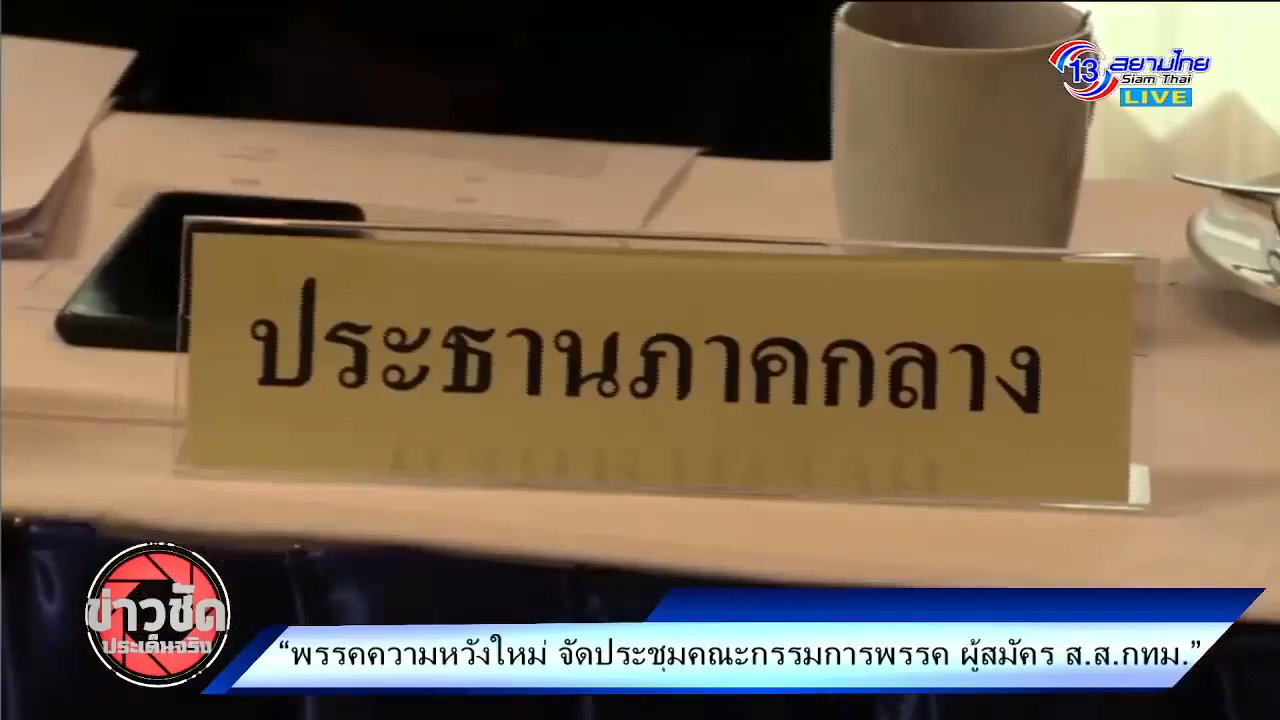 13 สยามไทย
Siam Thai
LIVE
ประธานภาคกลาง
ข่าวชัด
ประเด็นจริง
“พรรคความหวังใหม่ จัดประชุมคณะกรรมการพรรค ผู้สมัคร ส.ส.กทม.”